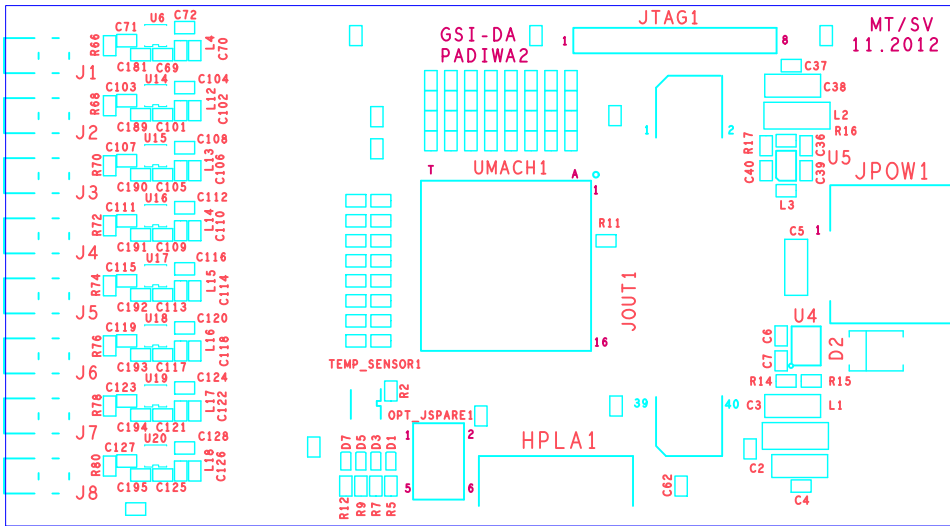 GSI-DA
PADIWA2
JTAG1
1
8
MT/SV
11.2012
C71
U6
C72
R66
L4
C70
J1
C181
C69
U14
C103
C104
R68
L12
C102
J2
C189
C101
U15
C107
C108
R70
L13
C106
J3
C190
C105
U16
C111
C112
R72
L14
C110
J4
C191
C109
U17
C115
C116
R74
L15
C114
J5
C192
C113
U18
C119
C120
R76
L16
C118
J6
C193
C117
U19
C123
C124
R78
L17
C122
J7
C194
C121
U20
C127
C128
R80
L18
C126
J8
C195
C125
T
UMACH1
A
1
16
R11
JOUT1
1
2
39
40
C37
C38
L2
R16
R17
C36
U5
C40
C39
L3
JPOW1
1
C5
U4
C6
C7
D2
R14
R15
C3
L1
C2
C4
C62
TEMP_SENSOR1
R2
OPT_JSPARE1
1
2
5
6
D7
D5
D3
D1
R12
R9
R7
R5
HPLA1